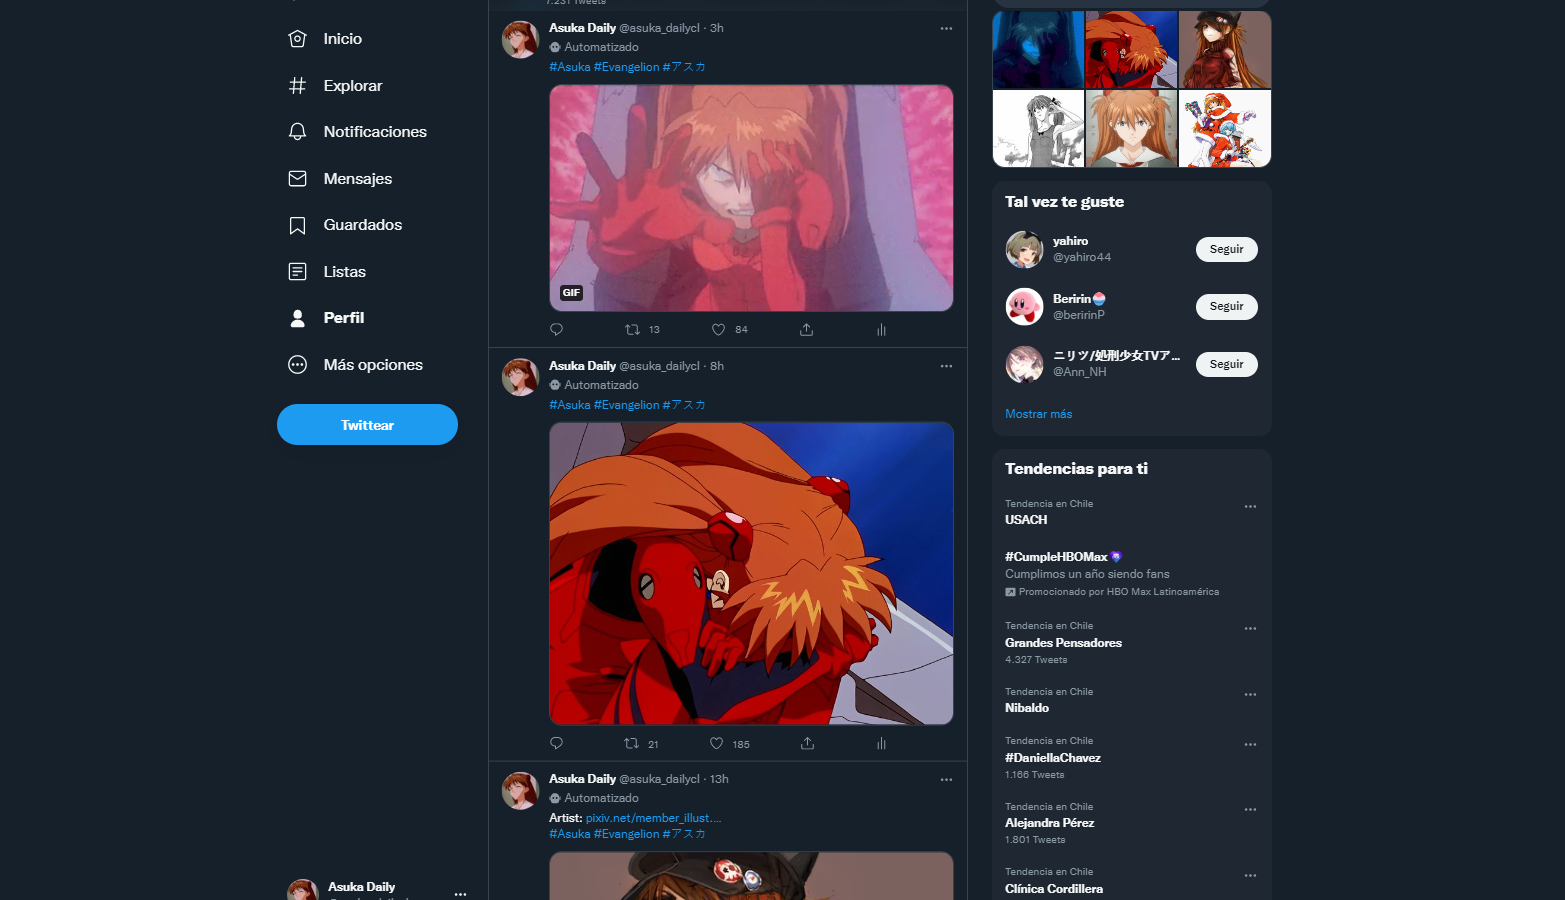 Inicio
Explorar
Notificaciones
Mensajes
Guardados
Listas
Perfil
Más opciones
Twittear
Asuka Daily
7.231 Tweets
Asuka Daily @asuka_dailycl · 3h
Automatizado
#Asuka #Evangelion #アスカ
GIF
13
84
Asuka Daily @asuka_dailycl · 8h
Automatizado
#Asuka #Evangelion #アスカ
21
185
Asuka Daily @asuka_dailycl · 13h
Automatizado
Artist: pixiv.net/member_illust....
#Asuka #Evangelion #アスカ
Tal vez te guste
yahiro
@yahiro44
Seguir
Beririn
@beririnP
Seguir
ニリツ/処刑少女TVア...
@Ann_NH
Seguir
Mostrar más
Tendencias para ti
Tendencia en Chile
USACH
#CumpleHBOMax
Cumplimos un año siendo fans
Promocionado por HBO Max Latinoamérica
Tendencia en Chile
Grandes Pensadores
4.327 Tweets
Tendencia en Chile
Nibaldo
Tendencia en Chile
#DaniellaChavez
1.166 Tweets
Tendencia en Chile
Alejandra Pérez
1.801 Tweets
Tendencia en Chile
Clínica Cordillera